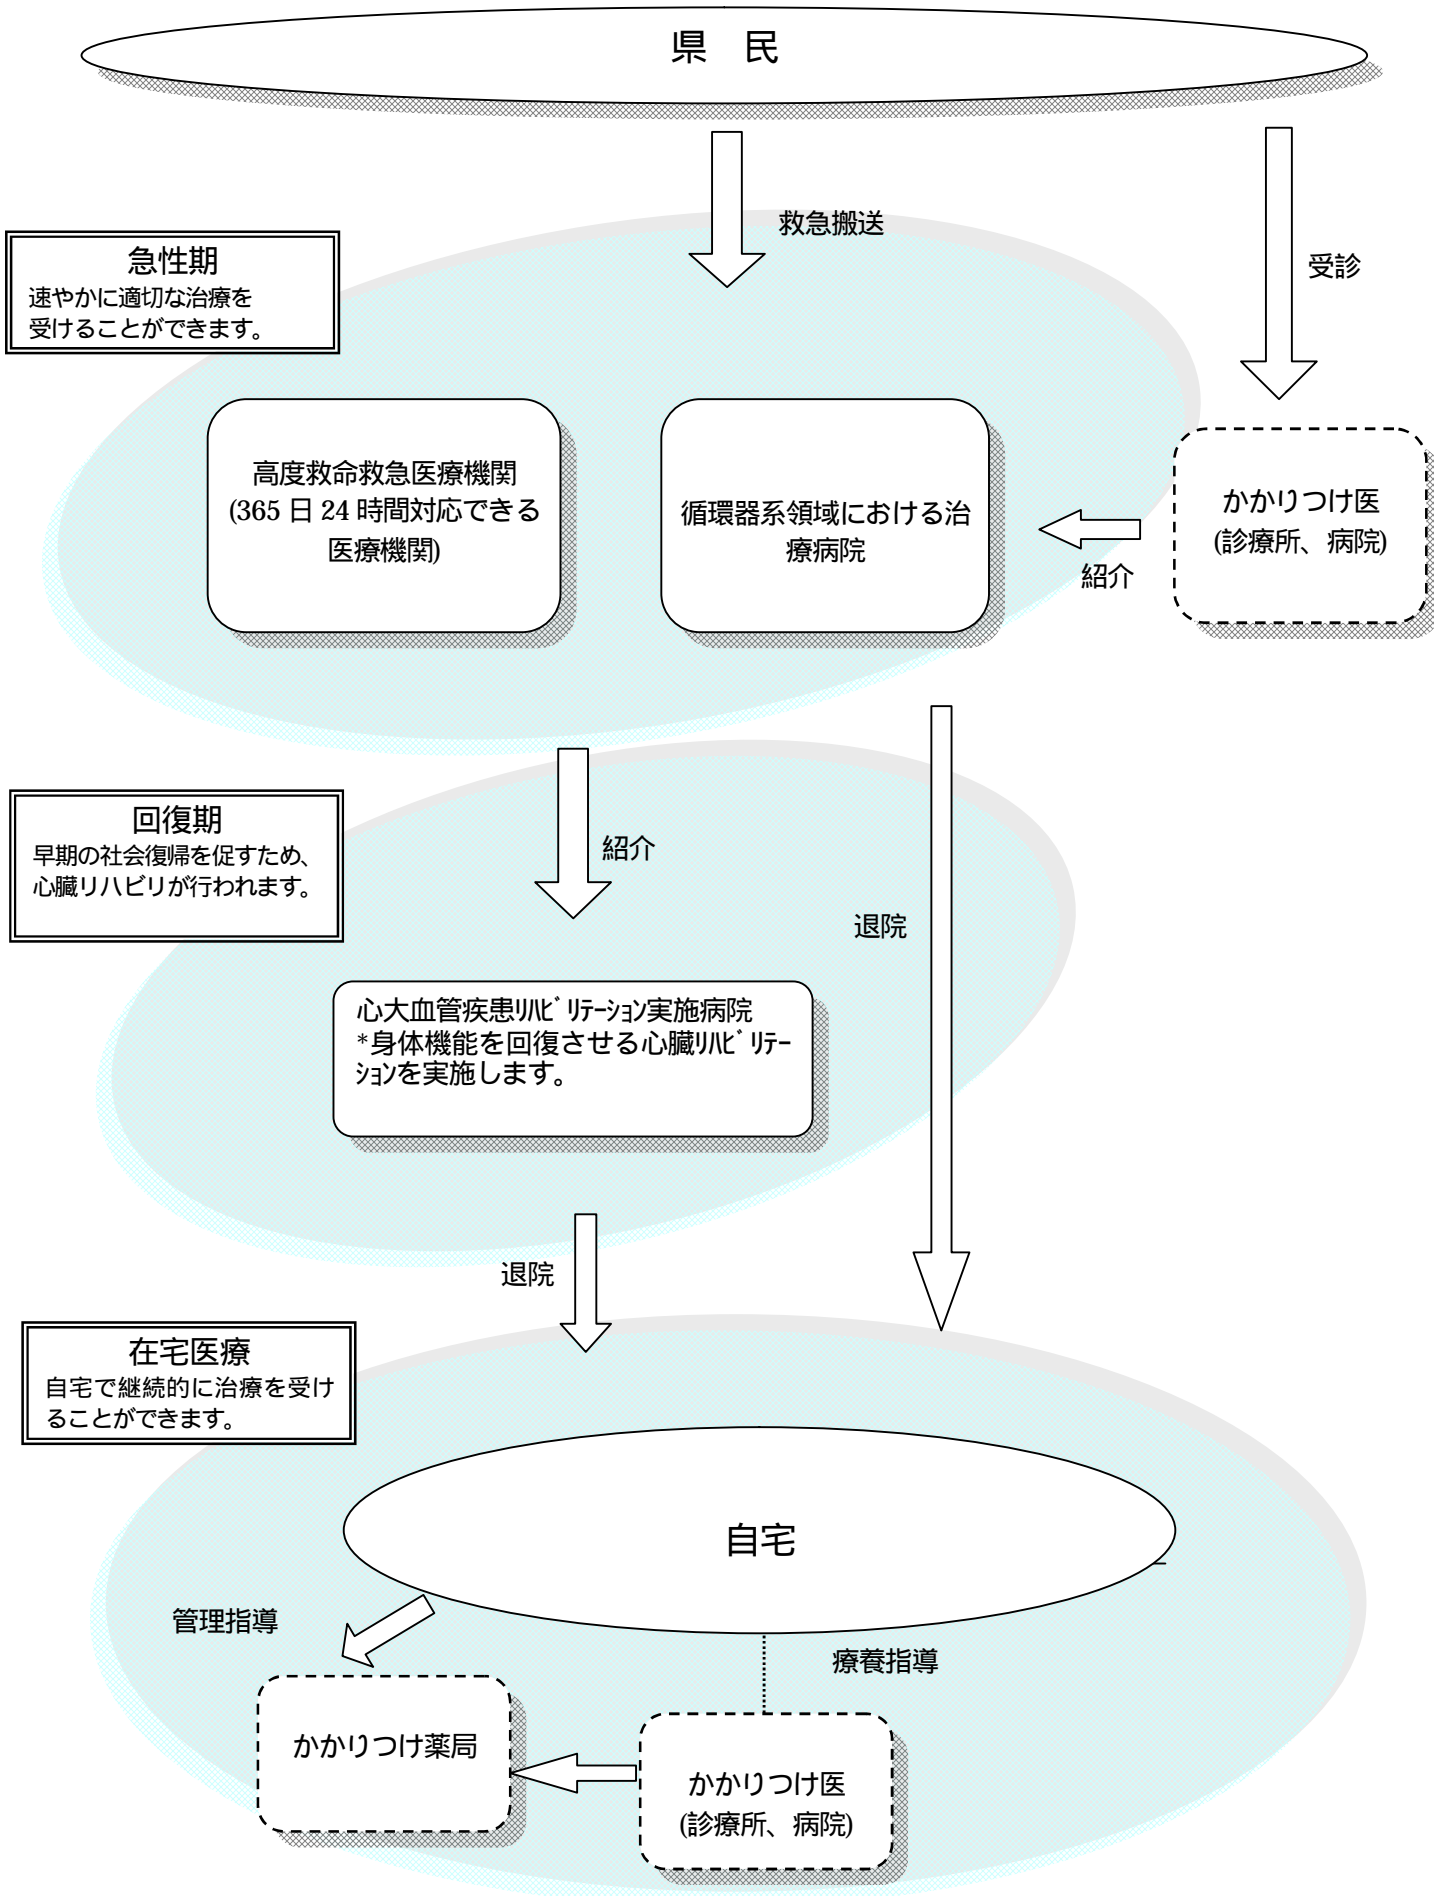 県　民
救急搬送
受診
急性期
速やかに適切な治療を
受けることができます。
高度救命救急医療機関
(365 日 24 時間対応できる
医療機関)
循環器系領域における治
療病院
紹介
かかりつけ医
(診療所、病院)
回復期
早期の社会復帰を促すため、
心臓リハビリが行われます。
紹介
退院
心大血管疾患ﾘﾊﾋﾞﾘﾃｰｼｮﾝ実施病院
*身体機能を回復させる心臓ﾘﾊﾋﾞﾘﾃｰ
ｼｮﾝを実施します。
退院
在宅医療
自宅で継続的に治療を受け
ることができます。
自宅
管理指導
療養指導
かかりつけ薬局
かかりつけ医
(診療所、病院)